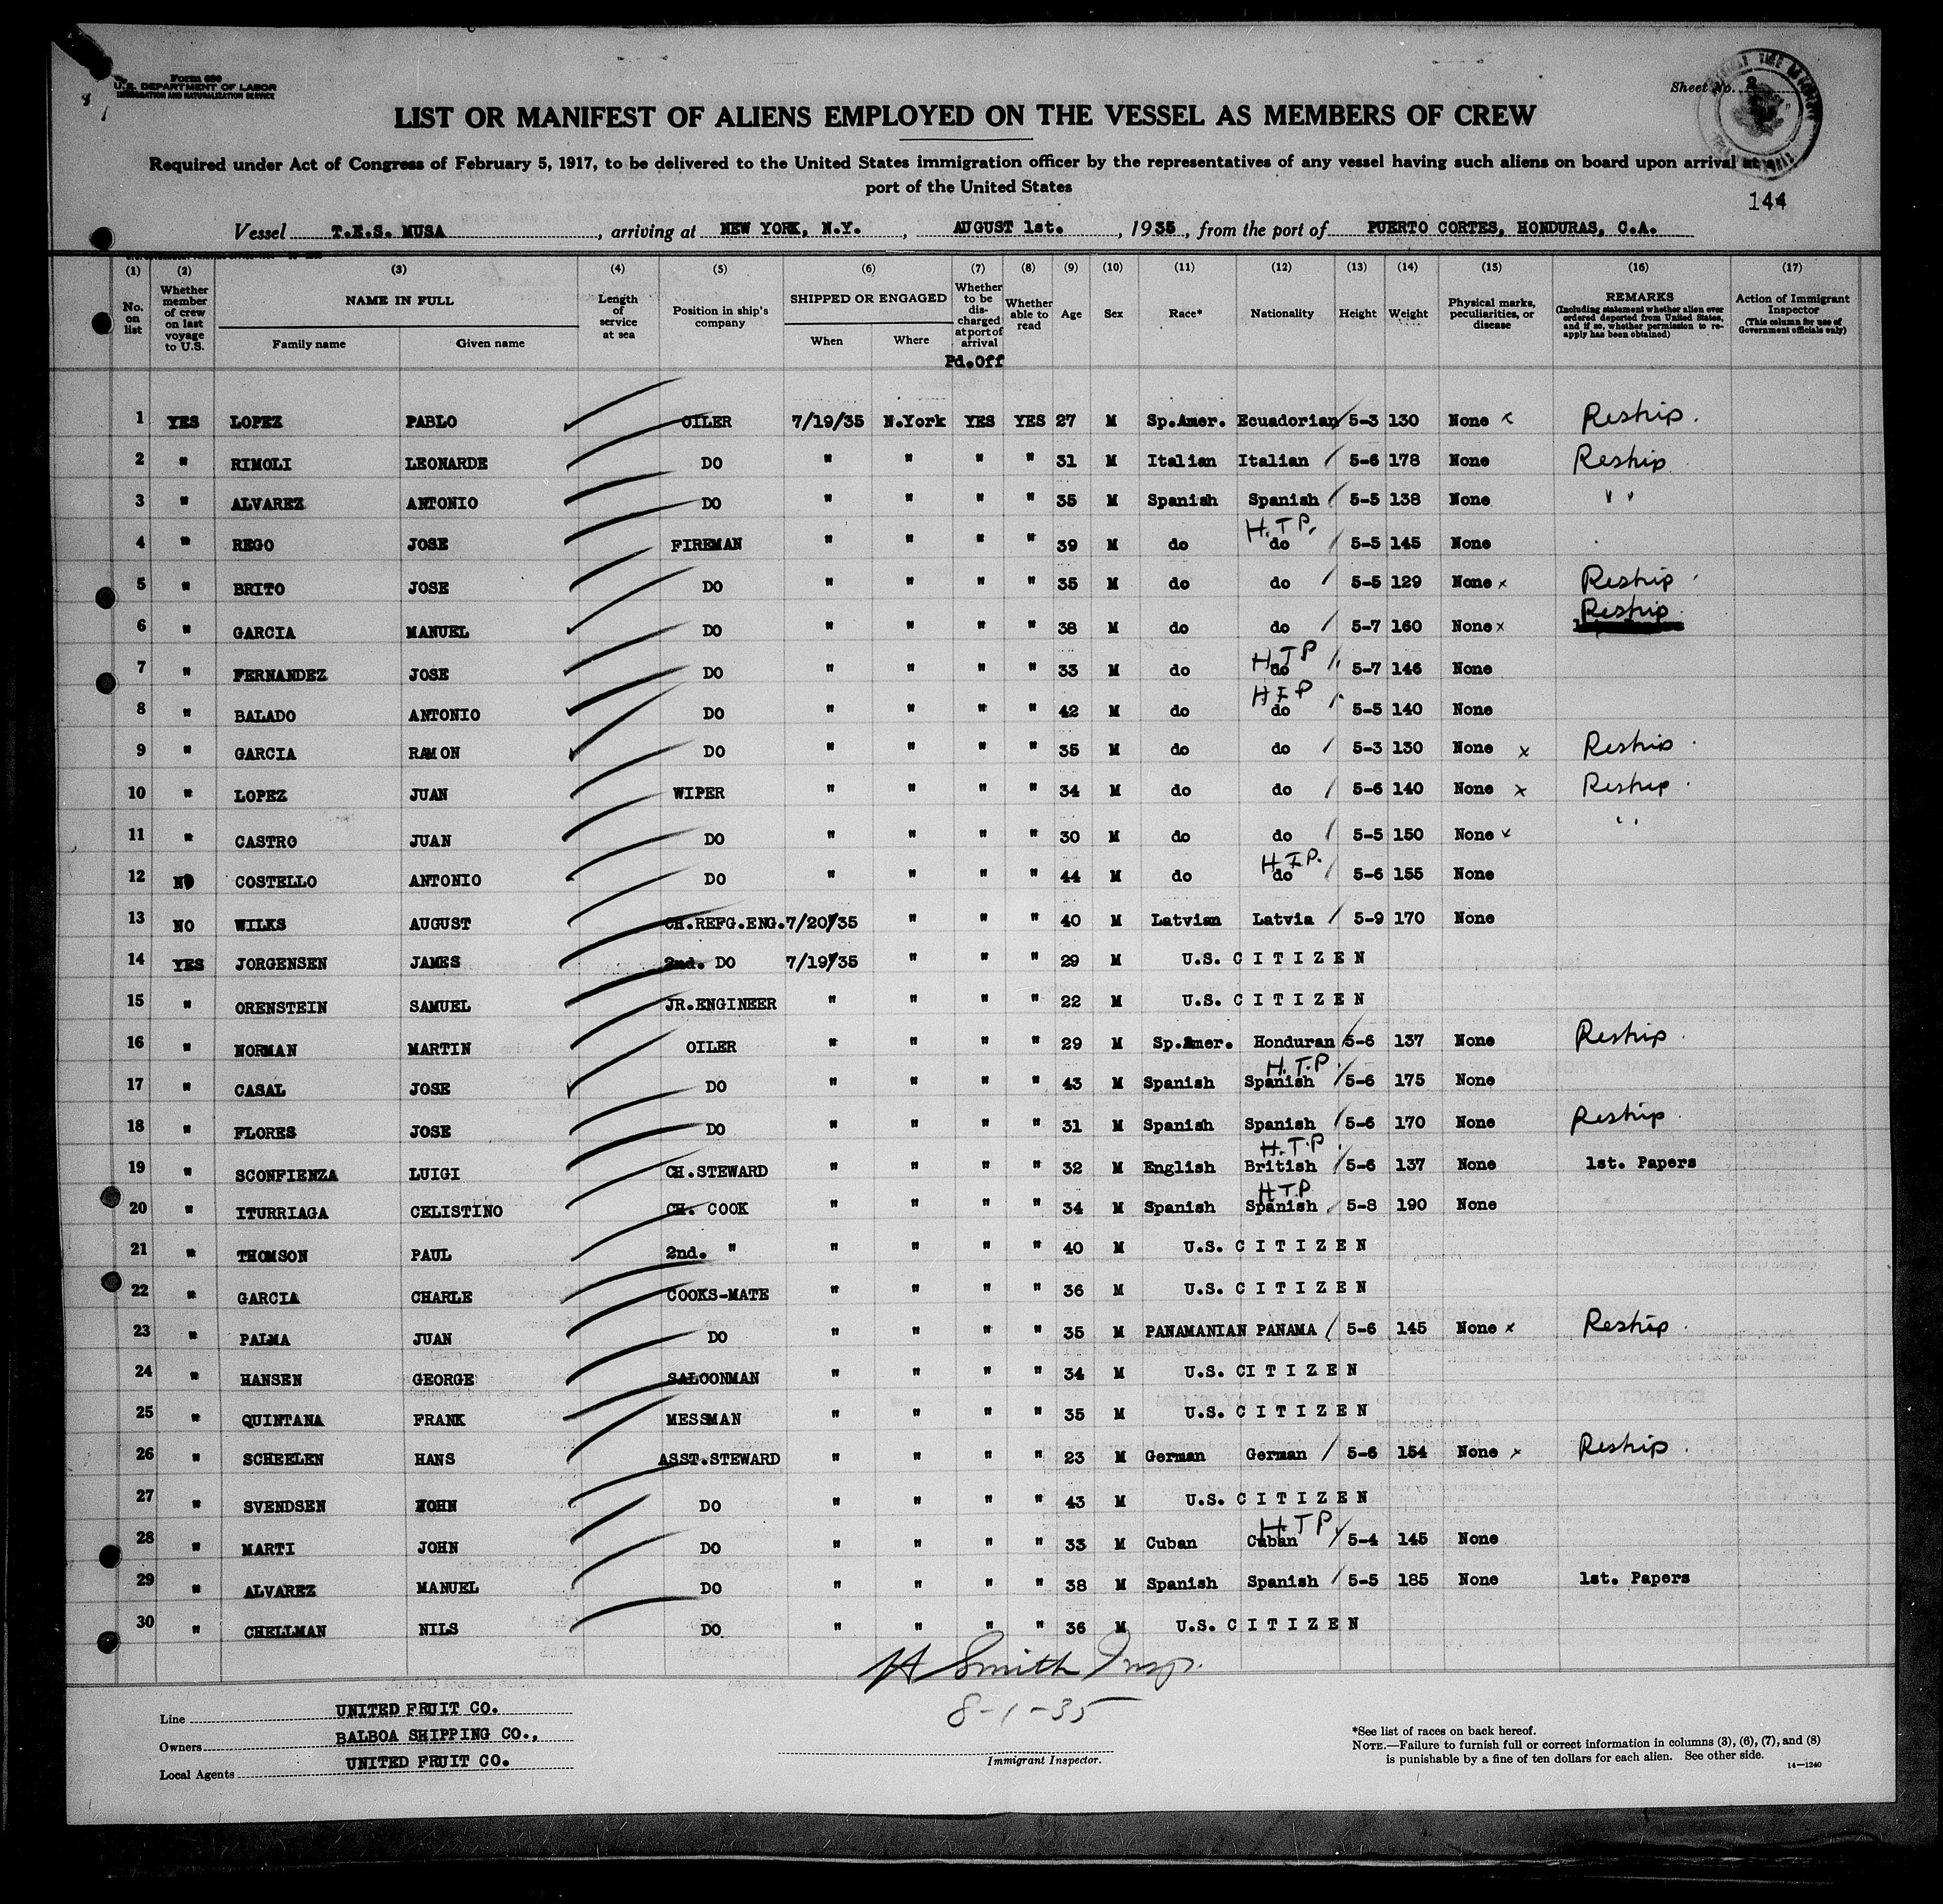 Form 680
U.S. DEPARTMENT OF LABOR
IMMIGRATION AND NATURALIZATION SERVICE
Sheet No. 2
LIST OR MANIFEST OF ALIENS EMPLOYED ON THE VESSEL AS MEMBERS OF CREW
Required under Act of Congress of February 5, 1917, to be delivered to the United States immigration officer by the representatives of any vessel having such aliens on board upon arrival at a
port of the United States
144
Vessel T.E.S. MUSA, arriving at NEW YORK, N.Y., AUGUST 1st., 1935, from the port of PUERTO CORTES, HONDURAS, C.A.
(1) (2) (3) (4) (5) (6) (7) (8) (9) (10) (11) (12) (13) (14) (15) (16) (17)
No. on list
Whether member of crew on last voyage to U.S.
NAME IN FULL
Family name Given name
Length of service at sea
Position in ship's company
SHIPPED OR ENGAGED
When Where
Whether to be discharged at port of arrival
Pd.Off
Whether able to read
Age
Sex
Race*
Nationality
Height
Weight
Physical marks, peculiarities, or disease
REMARKS
(Including statement whether alien ever ordered deported from United States, and if so, whether permission to reapply has been obtained)
Action of Immigrant Inspector
(This column for use of Government officials only)
1 YES LOPEZ PABLO OILER 7/19/35 N.York YES YES 27 M Sp.Amer. Ecuadorian 5-3 130 None x Reship.
2 " RIMOLI LEONARDE DO " " " " 31 M Italian Italian 5-6 178 None Reship
3 " ALVAREZ ANTONIO DO " " " " 35 M Spanish Spanish 5-5 138 None " "
4 " REGO JOSE FIREMAN " " " " 39 M do H.T.P. do 5-5 145 None
5 " BRITO JOSE DO " " " " 35 M do do 5-5 129 None x Reship
6 " GARCIA MANUEL DO " " " " 38 M do do 5-7 160 None x Reship
7 " FERNANDEZ JOSE DO " " " " 33 M do HTP do 5-7 146 None
8 " BALADO ANTONIO DO " " " " 42 M do HTP do 5-5 140 None
9 " GARCIA RAMON DO " " " " 35 M do do 5-3 130 None x Reship.
10 " LOPEZ JUAN WIPER " " " " 34 M do do 5-6 140 None x Reship.
11 " CASTRO JUAN DO " " " " 30 M do do 5-5 150 None x " "
12 NO COSTELLO ANTONIO DO " " " " 44 M do H.T.P. do 5-6 155 None
13 NO WILKS AUGUST CH.REFG.ENG. 7/20/35 " " " 40 M Latvian Latvia 5-9 170 None
14 YES JORGENSEN JAMES 2nd. DO 7/19/35 " " " 29 M U.S. CITIZEN
15 " ORENSTEIN SAMUEL JR.ENGINEER " " " " 22 M U.S. CITIZEN
16 " NORMAN MARTIN OILER " " " " 29 M Sp.Amer. Honduran 5-6 137 None Reship.
17 " CASAL JOSE DO " " " " 43 M Spanish H.T.P. Spanish 5-6 175 None
18 " FLORES JOSE DO " " " " 31 M Spanish Spanish 5-6 170 None Reship.
19 " SCONFIENZA LUIGI CH.STEWARD " " " " 32 M English H.T.P. British 5-6 137 None 1st. Papers
20 " ITURRIAGA CELISTINO CH. COOK " " " " 34 M Spanish HTP Spanish 5-8 190 None
21 " THOMSON PAUL 2nd. " " " " " 40 M U.S. CITIZEN
22 " GARCIA CHARLE COOKS-MATE " " " " 36 M U.S. CITIZEN
23 " PALMA JUAN DO " " " " 35 M PANAMANIAN PANAMA 5-6 145 None x Reship.
24 " HANSEN GEORGE SALOONMAN " " " " 34 M U.S. CITIZEN
25 " QUINTANA FRANK MESSMAN " " " " 35 M U.S. CITIZEN
26 " SCHEELEN HANS ASST.STEWARD " " " " 23 M German German 5-6 154 None x Reship.
27 " SVENDSEN JOHN DO " " " " 43 M U.S. CITIZEN
28 " MARTI JOHN DO " " " " 33 M Cuban HTP Cuban 5-4 145 None
29 " ALVAREZ MANUEL DO " " " " 38 M Spanish Spanish 5-5 185 None 1st. Papers
30 " CHELLMAN NILS DO " " " " 36 M U.S. CITIZEN
H Smith Insp.
8-1-35
Immigrant Inspector.
Line UNITED FRUIT CO.
Owners BALBOA SHIPPING CO.,
Local Agents UNITED FRUIT CO.
*See list of races on back hereof.
NOTE.—Failure to furnish full or correct information in columns (3), (6), (7), and (8)
is punishable by a fine of ten dollars for each alien. See other side.
14—1240